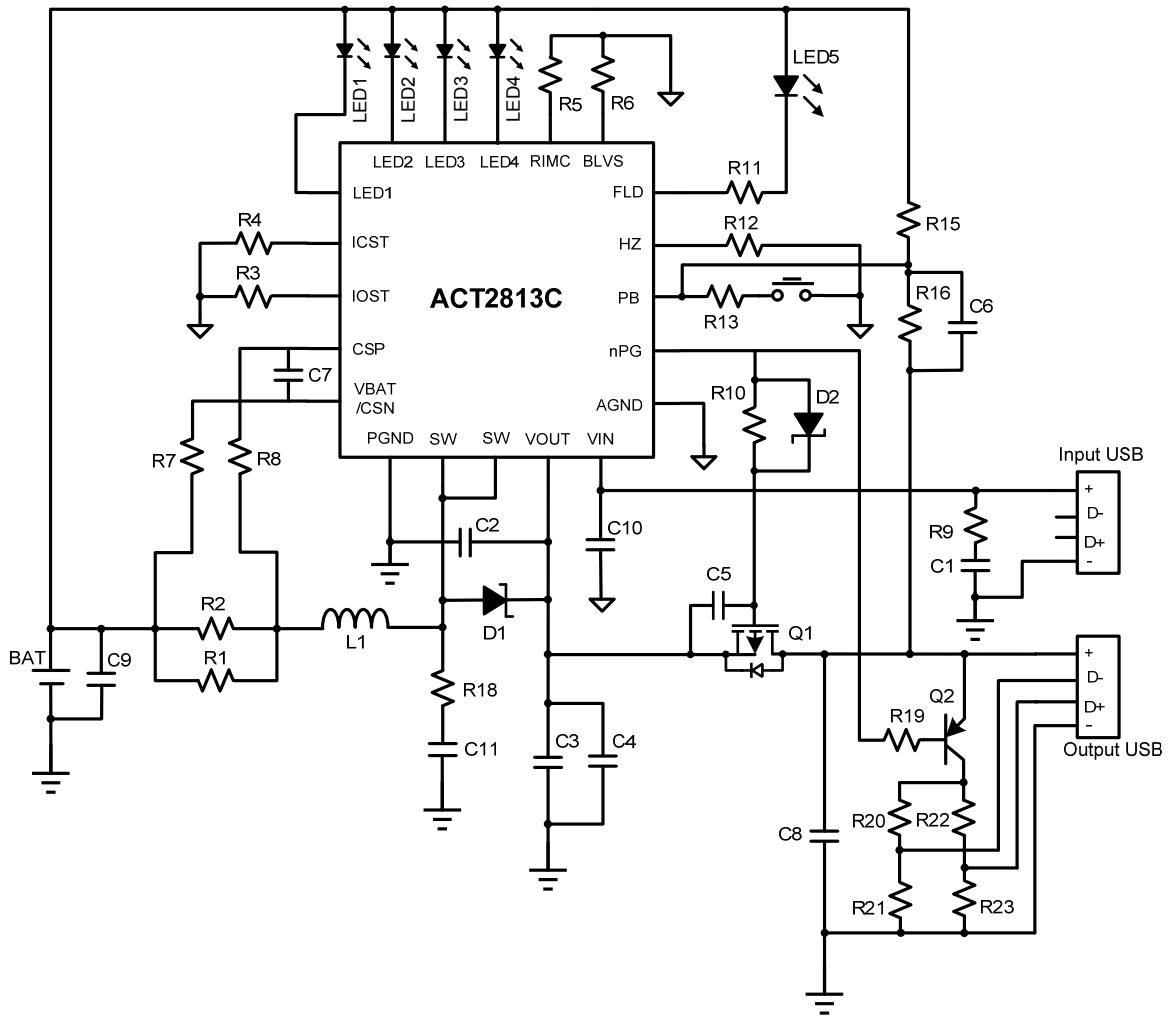 LED1
LED2
LED3
LED4
R5
R6
LED5
LED2
LED3
LED4
RIMC
BLVS
LED1
FLD
R11
R4
ICST
HZ
R12
R15
R3
IOST
ACT2813C
PB
R13
R16
C6
CSP
nPG
C7
VBAT
/CSN
AGND
R10
D2
PGND
SW
SW
VOUT
VIN
R7
R8
Input USB
+
D-
D+
-
C2
C10
R9
C1
R2
L1
D1
C5
Q1
BAT
C9
R1
R18
C11
C3
C4
R19
Q2
+
D-
D+
-
Output USB
C8
R20
R22
R21
R23